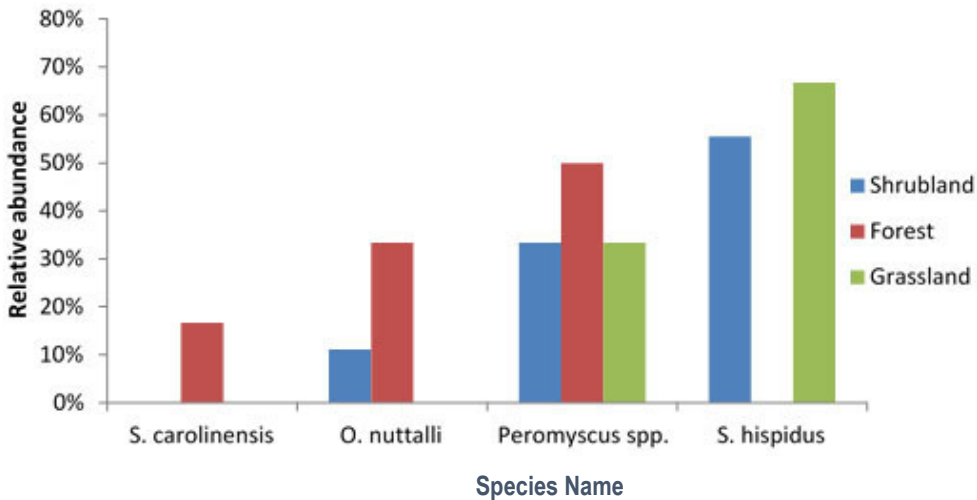 80%
70%
60%
50%
40%
30%
20%
10%
0%
Relative abundance
S. carolinensis O. nuttalli Peromyscus spp. S. hispidus
Species Name
Shrubland
Forest
Grassland